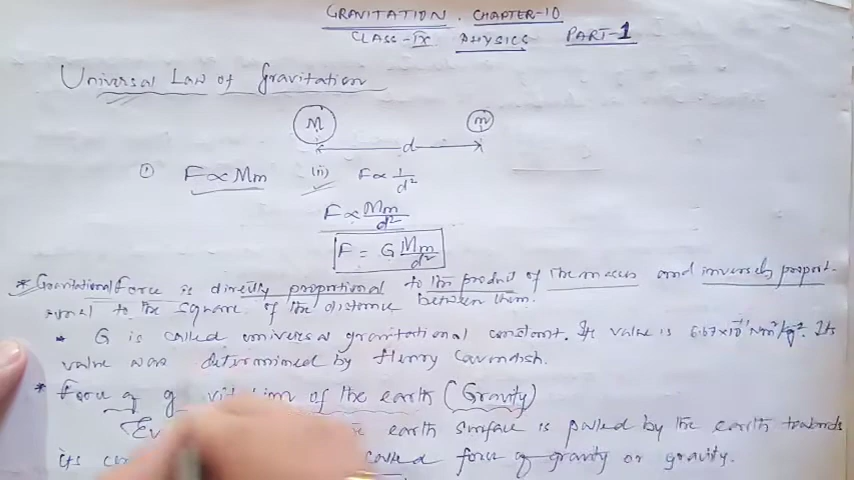 GRAVITATION. CHAPTER-10
CLASS-IX PHYSICS PART-1
Universal Law of Gravitation
M m
d
(i) F ∝ Mm (ii) F ∝ 1/d²
F ∝ Mm/d²
F = G Mm/d²
* Gravitational force is directly proportional to the product of the masses and inversely proport-
ional to the square of the distance between them.
* G is called universal gravitational constant. Its value is 6.67×10⁻¹¹ Nm²/kg². Its
value was determined by Henry Cavendish.
* Force of g vitation of the earth (Gravity)
Ev earth surface is pulled by the earth towards
its called force of gravity or gravity.